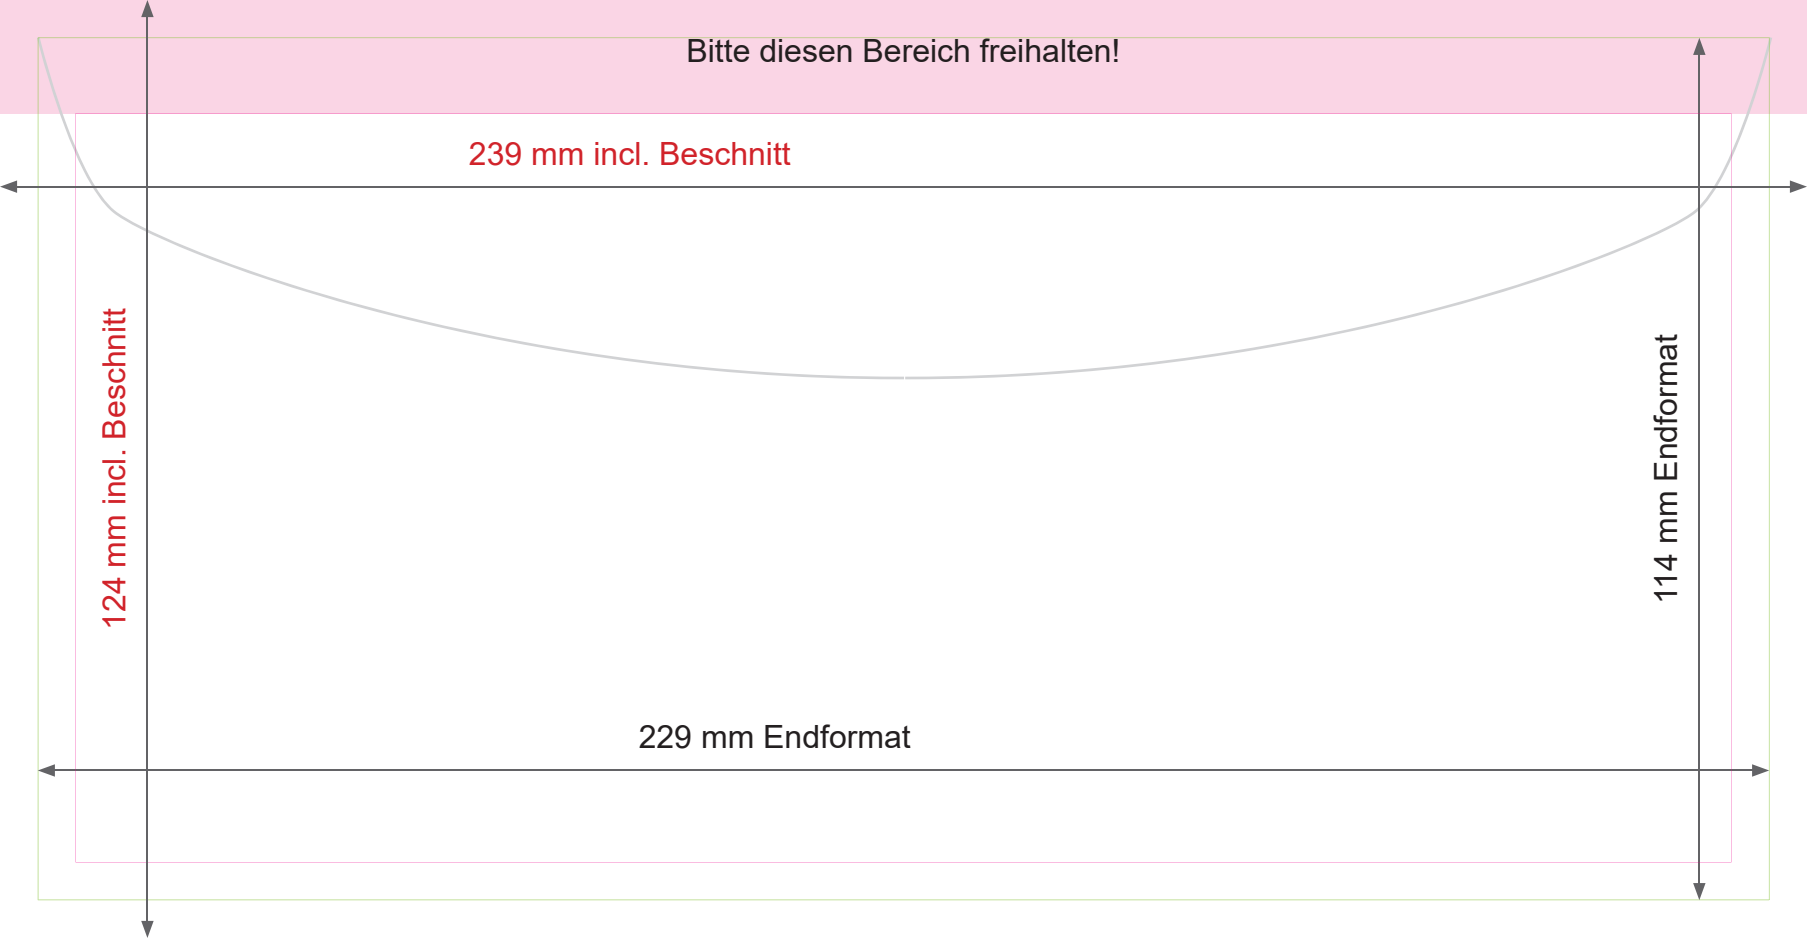 Bitte diesen Bereich freihalten!
239 mm incl. Beschnitt
124 mm incl. Beschnitt
114 mm Endformat
229 mm Endformat